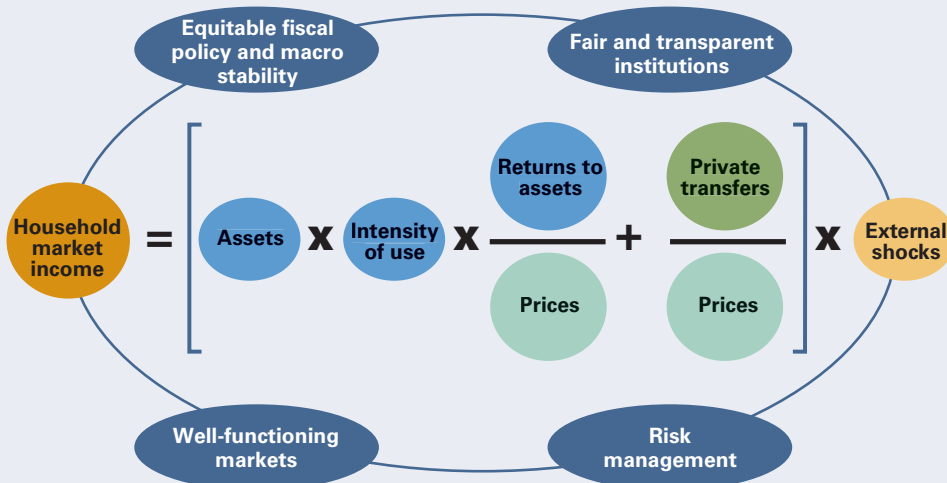 Equitable fiscal
policy and macro
stability
Fair and transparent
institutions
Household
market
income
=
[
Assets
x
Intensity
of use
x
Returns to
assets
Prices
+
Private
transfers
Prices
]
x
External
shocks
Well-functioning
markets
Risk
management